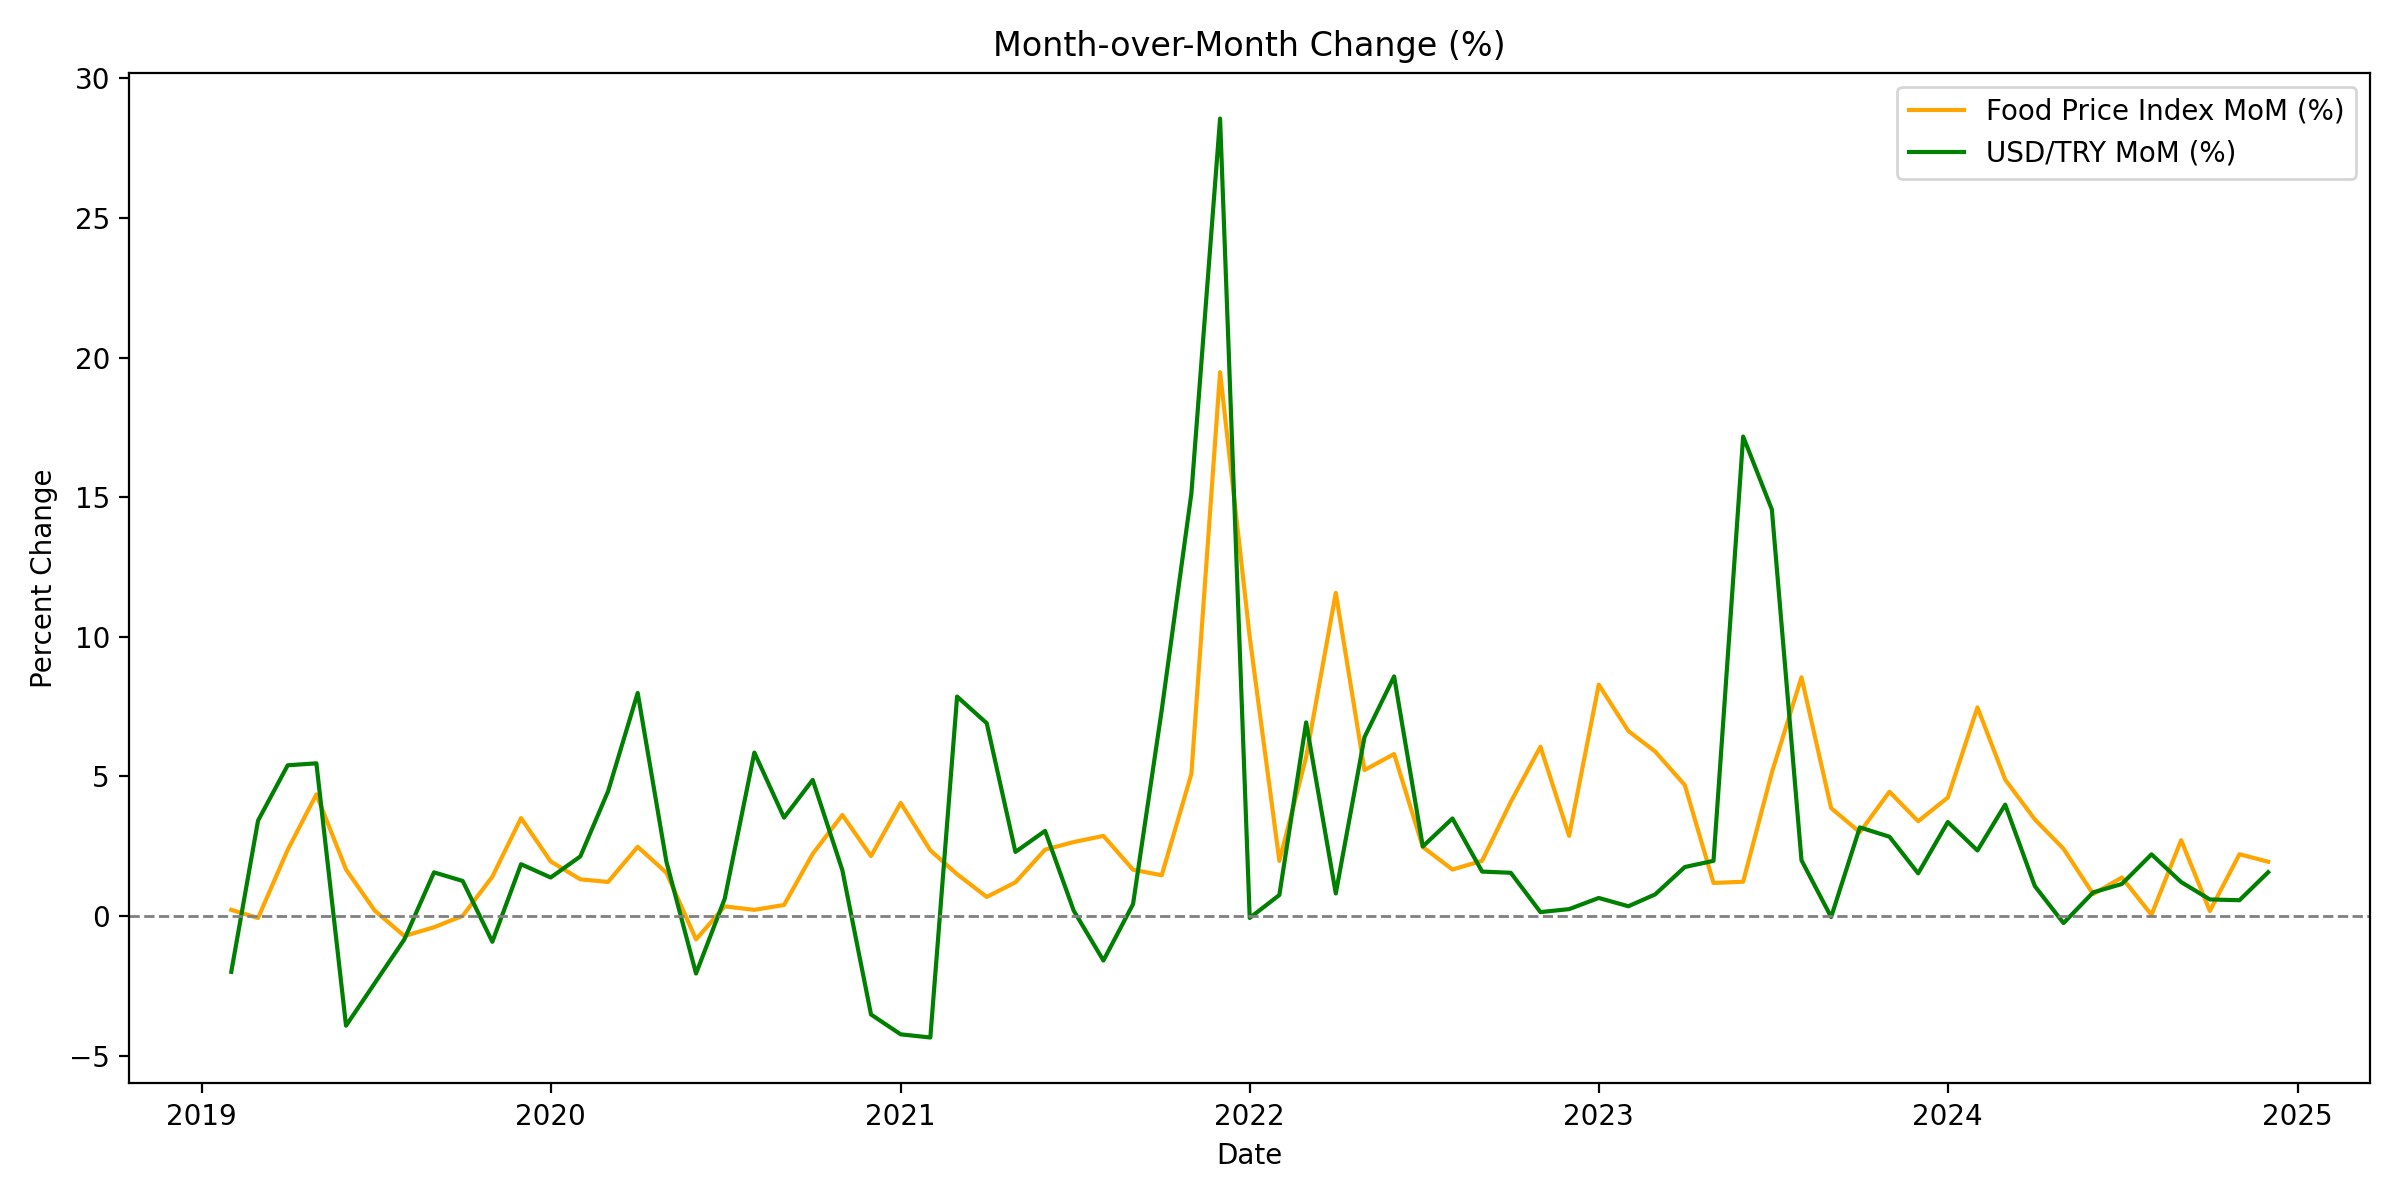 Month-over-Month Change (%)
Food Price Index MoM (%)
USD/TRY MoM (%)
Percent Change
30
25
20
15
10
5
0
−5
2019 2020 2021 2022 2023 2024 2025
Date